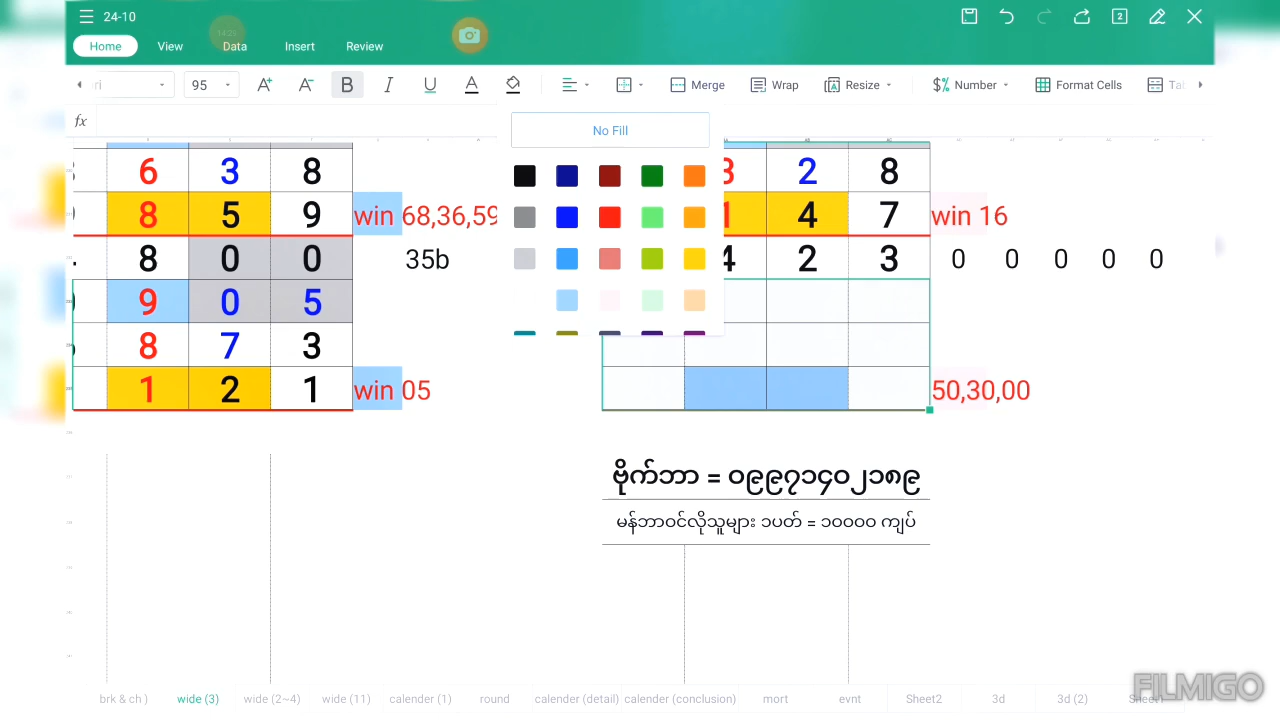 24-10
14:21
Home View Data Insert Review
95 B I U A Merge Wrap Resize $% Number Format Cells
fx
No Fill
6 3 8 2 8
8 5 9 win 68,36,59 1 4 7 win 16
8 0 0 35b 4 2 3 0 0 0 0 0
9 0 5
8 7 3
1 2 1 win 05 50,30,00
ဗိုက်ဘာ = ၀၉၉၇၁၄၀၂၁၈၉
မန်ဘာဝင်လိုသူများ ၁ပတ် = ၁၀၀၀၀ ကျပ်
brk & ch ) wide (3) wide (2~4) wide (11) calender (1) round calender (detail) calender (conclusion) mort evnt Sheet2 3d 3d (2)
FILMIGO